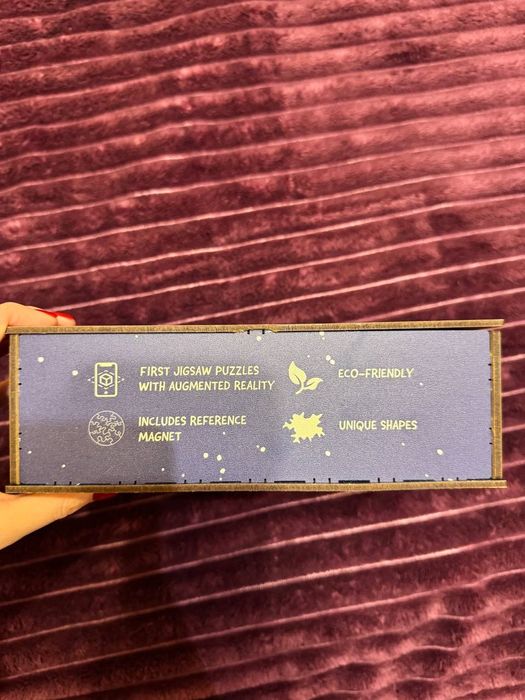 FIRST JIGSAW PUZZLES
WITH AUGMENTED REALITY
ECO-FRIENDLY
INCLUDES REFERENCE
MAGNET
UNIQUE SHAPES